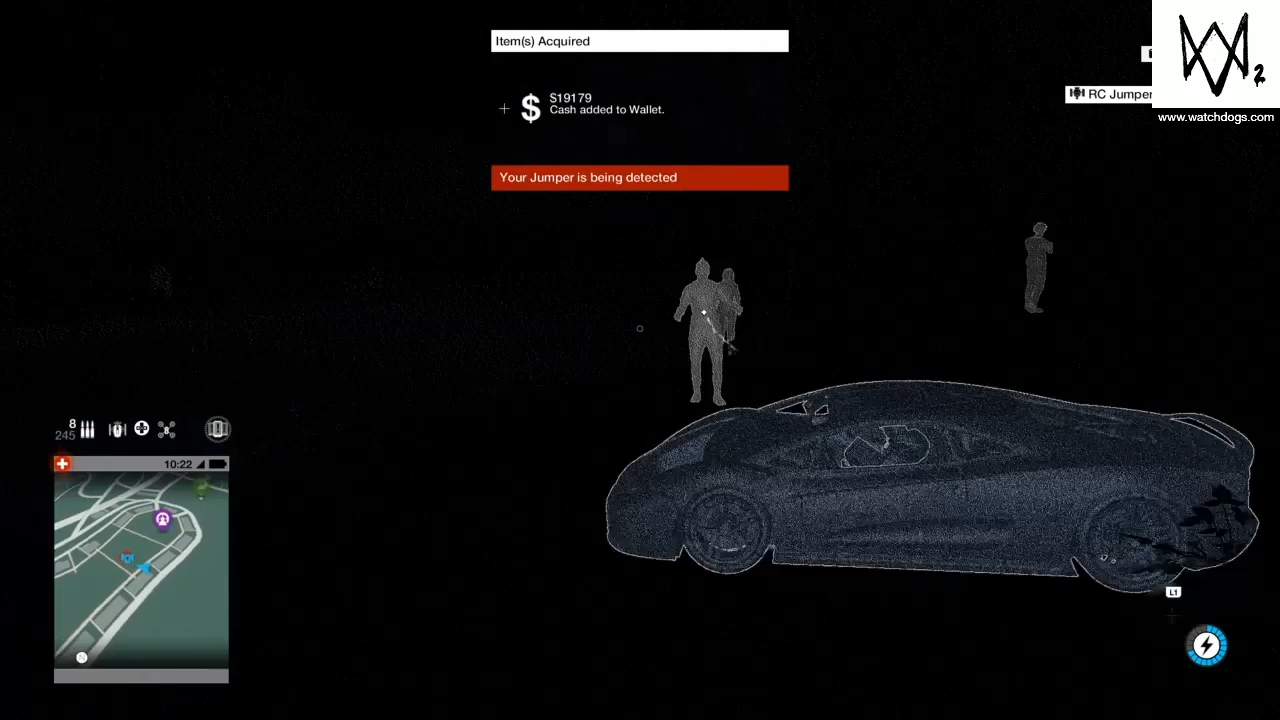 Item(s) Acquired
$19179
Cash added to Wallet.
Your Jumper is being detected
RC Jumper
2
www.watchdogs.com
8
245
10:22
L1